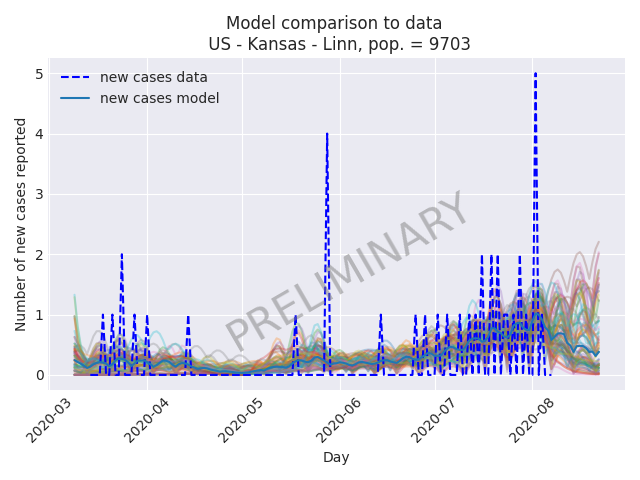 Model comparison to data
US - Kansas - Linn, pop. = 9703
new cases data
new cases model
PRELIMINARY
Number of new cases reported
5
4
3
2
1
0
2020-03
2020-04
2020-05
2020-06
2020-07
2020-08
Day